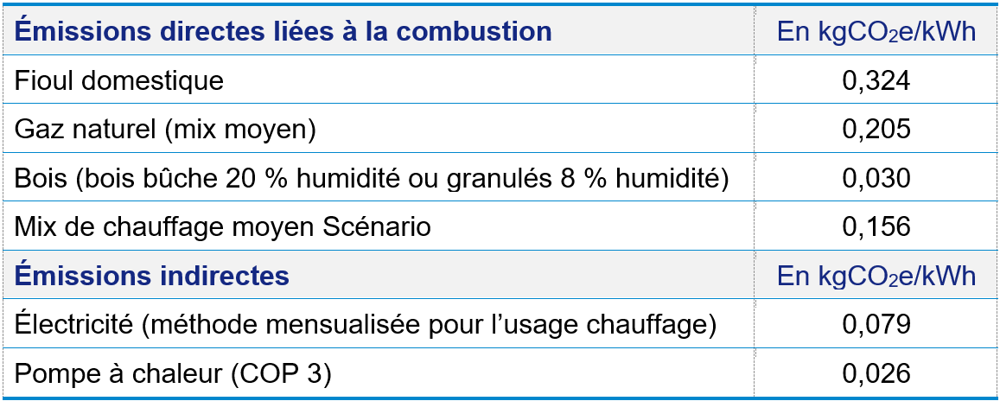 Émissions directes liées à la combustion En kgCO₂e/kWh
Fioul domestique 0,324
Gaz naturel (mix moyen) 0,205
Bois (bois bûche 20 % humidité ou granulés 8 % humidité) 0,030
Mix de chauffage moyen Scénario 0,156
Émissions indirectes En kgCO₂e/kWh
Électricité (méthode mensualisée pour l’usage chauffage) 0,079
Pompe à chaleur (COP 3) 0,026